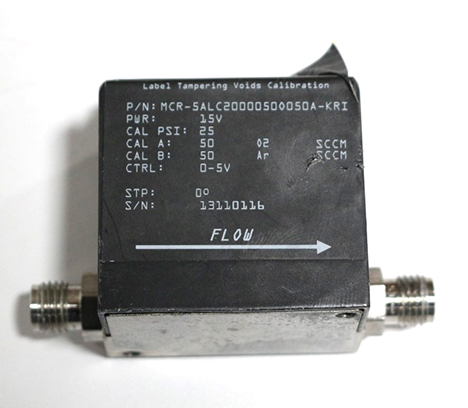 Label Tampering Voids Calibration
P/N: MCR-5ALC20000500050A-KRI
PWR: 15V
CAL PSI: 25
CAL A: 50 O2 SCCM
CAL B: 50 Ar SCCM
CTRL: 0-5V
STP: 0°
S/N: 13110116
FLOW